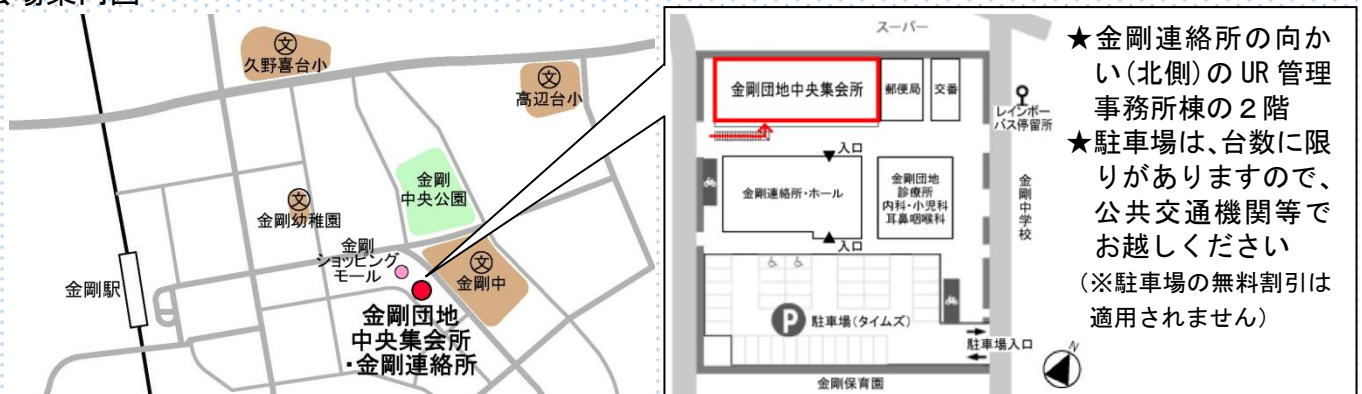 文
久野喜台小
文
高辺台小
金剛
中央公園
文
金剛幼稚園
金剛
ショッピング
モール
文
金剛中
金剛駅
金剛団地
中央集会所
・金剛連絡所
スーパー
金剛団地中央集会所
郵便局
交番
レインボー
バス停留所
入口
金剛連絡所・ホール
金剛団地
診療所
内科・小児科
耳鼻咽喉科
入口
金剛中学校
P
駐車場(タイムズ)
駐車場入口
金剛保育園
N
★金剛連絡所の向か
い(北側)のUR管理
事務所棟の2階
★駐車場は、台数に限
りがありますので、
公共交通機関等で
お越しください
(※駐車場の無料割引は
適用されません)